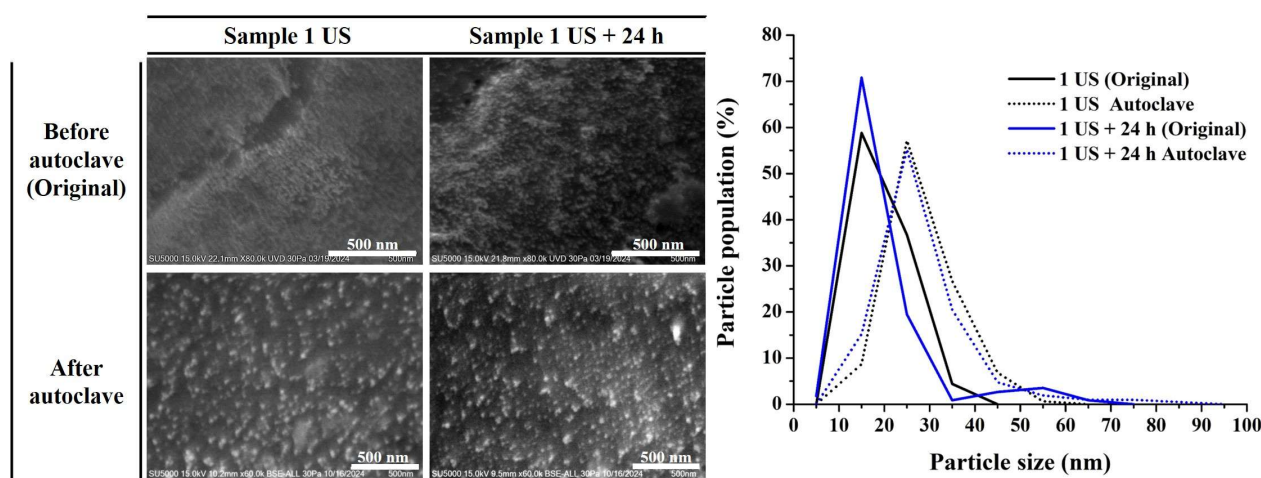 Sample 1 US
Sample 1 US + 24 h
Before
autoclave
(Original)
500 nm
SU5000 15.0kV 22.1mm X80.0k UVD 30Pa 03/19/2024 500nm
500 nm
SU5000 15.0kV 21.8mm x80.0k UVD 30Pa 03/19/2024 500nm
After
autoclave
500 nm
SU5000 15.0kV 10.2mm x60.0k BSE-ALL 30Pa 10/16/2024 500nm
500 nm
SU5000 15.0kV 9.5mm x60.0k BSE-ALL 30Pa 10/16/2024 500nm
Particle population (%)
80
70
60
50
40
30
20
10
0
1 US (Original)
1 US Autoclave
1 US + 24 h (Original)
1 US + 24 h Autoclave
0 10 20 30 40 50 60 70 80 90 100
Particle size (nm)